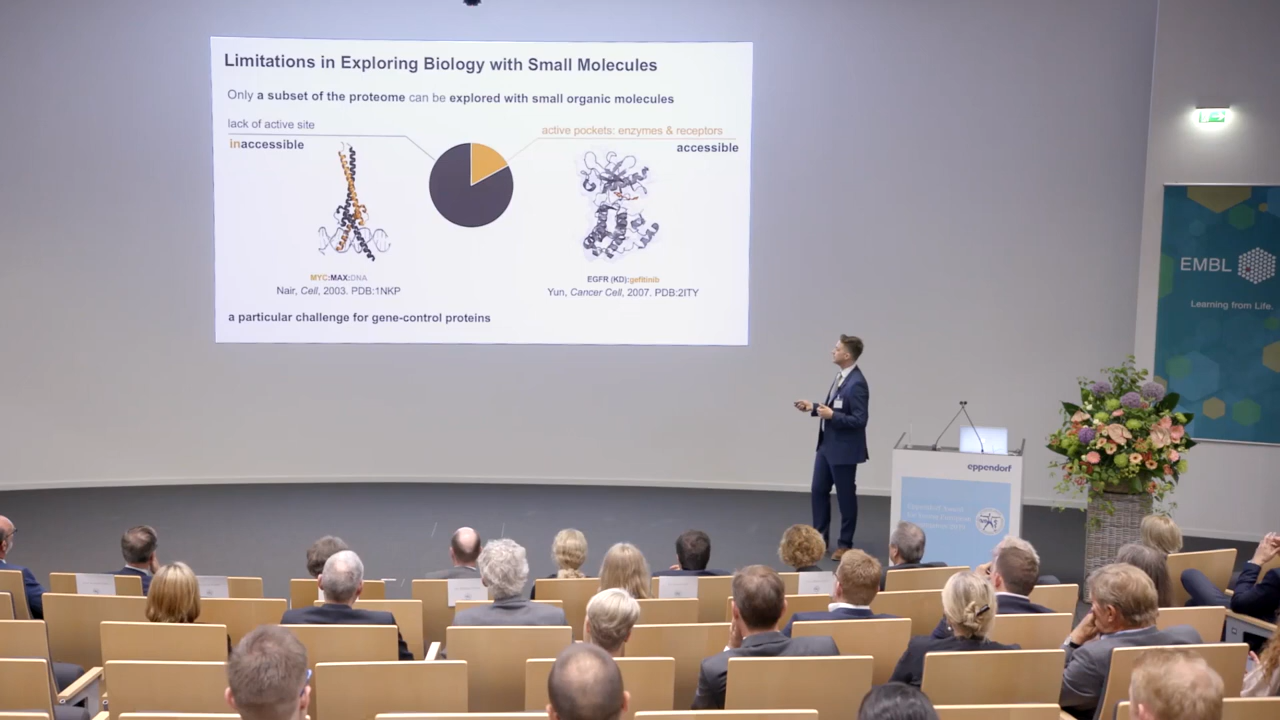 Limitations in Exploring Biology with Small Molecules
Only a subset of the proteome can be explored with small organic molecules
lack of active site
inaccessible
active pockets: enzymes & receptors
accessible
MYC:MAX:DNA
Nair, Cell, 2003. PDB:1NKP
EGFR (KD):gefitinib
Yun, Cancer Cell, 2007. PDB:2ITY
a particular challenge for gene-control proteins
EMBL
Learning from Life.
eppendorf